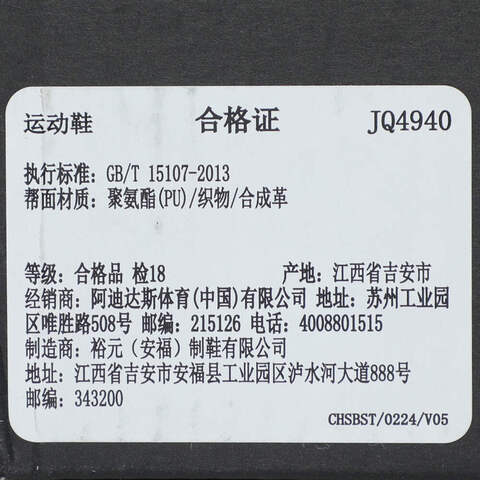 运动鞋 合格证 JQ4940
执行标准: GB/T 15107-2013
帮面材质: 聚氨酯(PU)/织物/合成革
等级: 合格品 检18 产地: 江西省吉安市
经销商: 阿迪达斯体育(中国)有限公司 地址: 苏州工业园
区唯胜路508号 邮编: 215126 电话: 4008801515
制造商: 裕元（安福）制鞋有限公司
地址: 江西省吉安市安福县工业园区泸水河大道888号
邮编: 343200
CHSBST/0224/V05